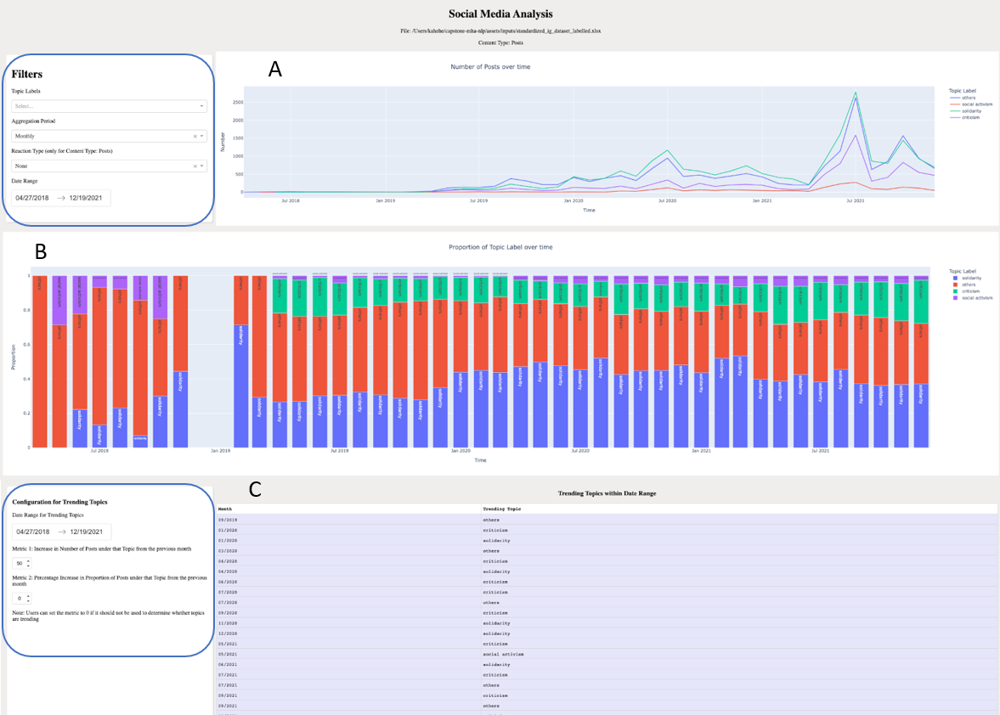 Social Media Analysis
File: /Users/kahehe/capstone-mha-nlp/assets/inputs/standardized_ig_dataset_labelled.xlsx
Content Type: Posts
Filters
Topic Labels
Select...
Aggregation Period
Monthly
Reaction Type (only for Content Type: Posts)
None
Date Range
04/27/2018 → 12/19/2021
A
Number of Posts over time
Number
2500
2000
1500
1000
500
0
Jul 2018
Jan 2019
Jul 2019
Jan 2020
Jul 2020
Jan 2021
Jul 2021
Time
Topic Label
others
social activism
solidarity
criticism
B
Proportion of Topic Label over time
Proportion
1
0.8
0.6
0.4
0.2
0
Jul 2018
Jan 2019
Jul 2019
Jan 2020
Jul 2020
Jan 2021
Jul 2021
Time
Topic Label
solidarity
others
criticism
social activism
Configuration for Trending Topics
Date Range for Trending Topics
04/27/2018 → 12/19/2021
Metric 1: Increase in Number of Posts under that Topic from the previous month
50
Metric 2: Percentage Increase in Proportion of Posts under that Topic from the previous
month
0
Note: Users can set the metric to 0 if it should not be used to determine whether topics
are trending
C
Trending Topics within Date Range
Month Trending Topic
09/2019 others
01/2020 criticism
01/2020 solidarity
03/2020 others
04/2020 criticism
04/2020 solidarity
06/2020 criticism
07/2020 criticism
07/2020 others
09/2020 criticism
11/2020 solidarity
12/2020 solidarity
05/2021 criticism
05/2021 social activism
06/2021 solidarity
07/2021 criticism
07/2021 others
09/2021 criticism
09/2021 others